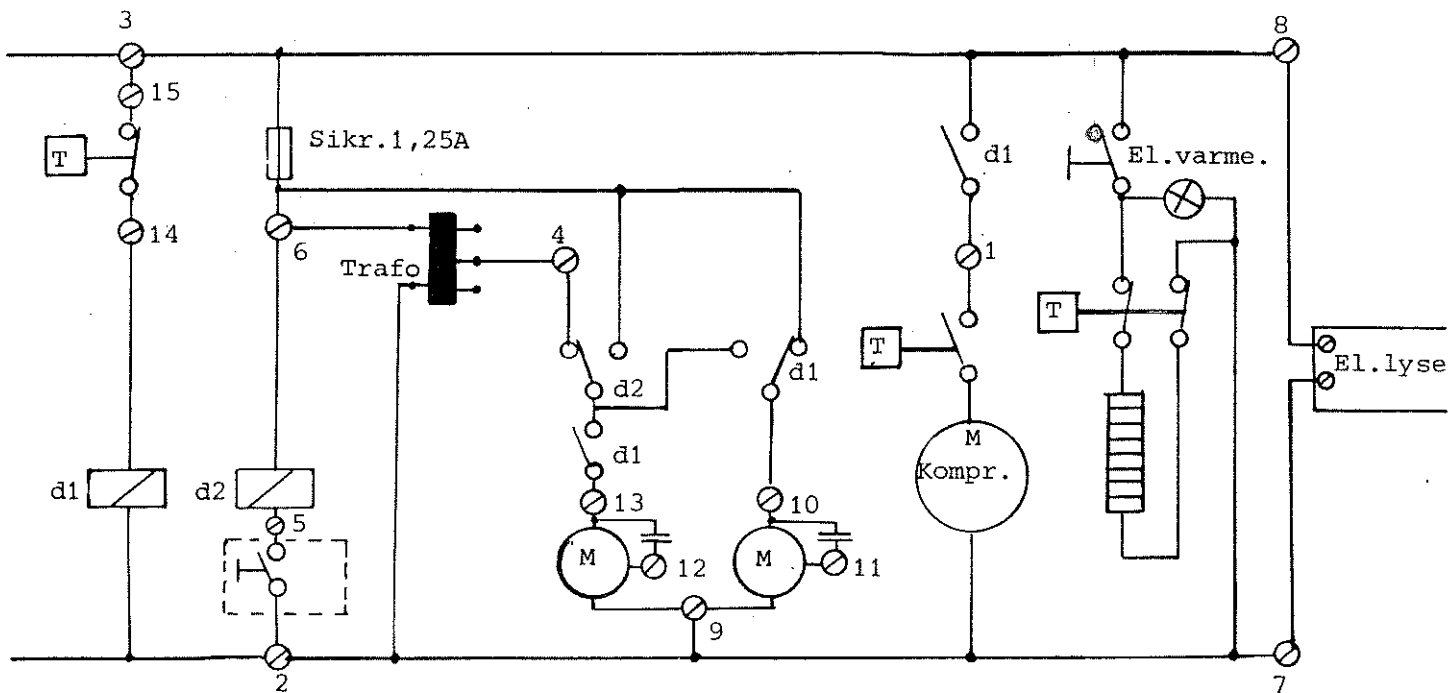 3
8
15
Sikr.1,25A
d1
El.varme.
T
14
6
4
Trafo
1
T
T
d2
d1
El.lyse
d1
M
Kompr.
d1
d2
5
13
10
M
12
M
11
9
2
7